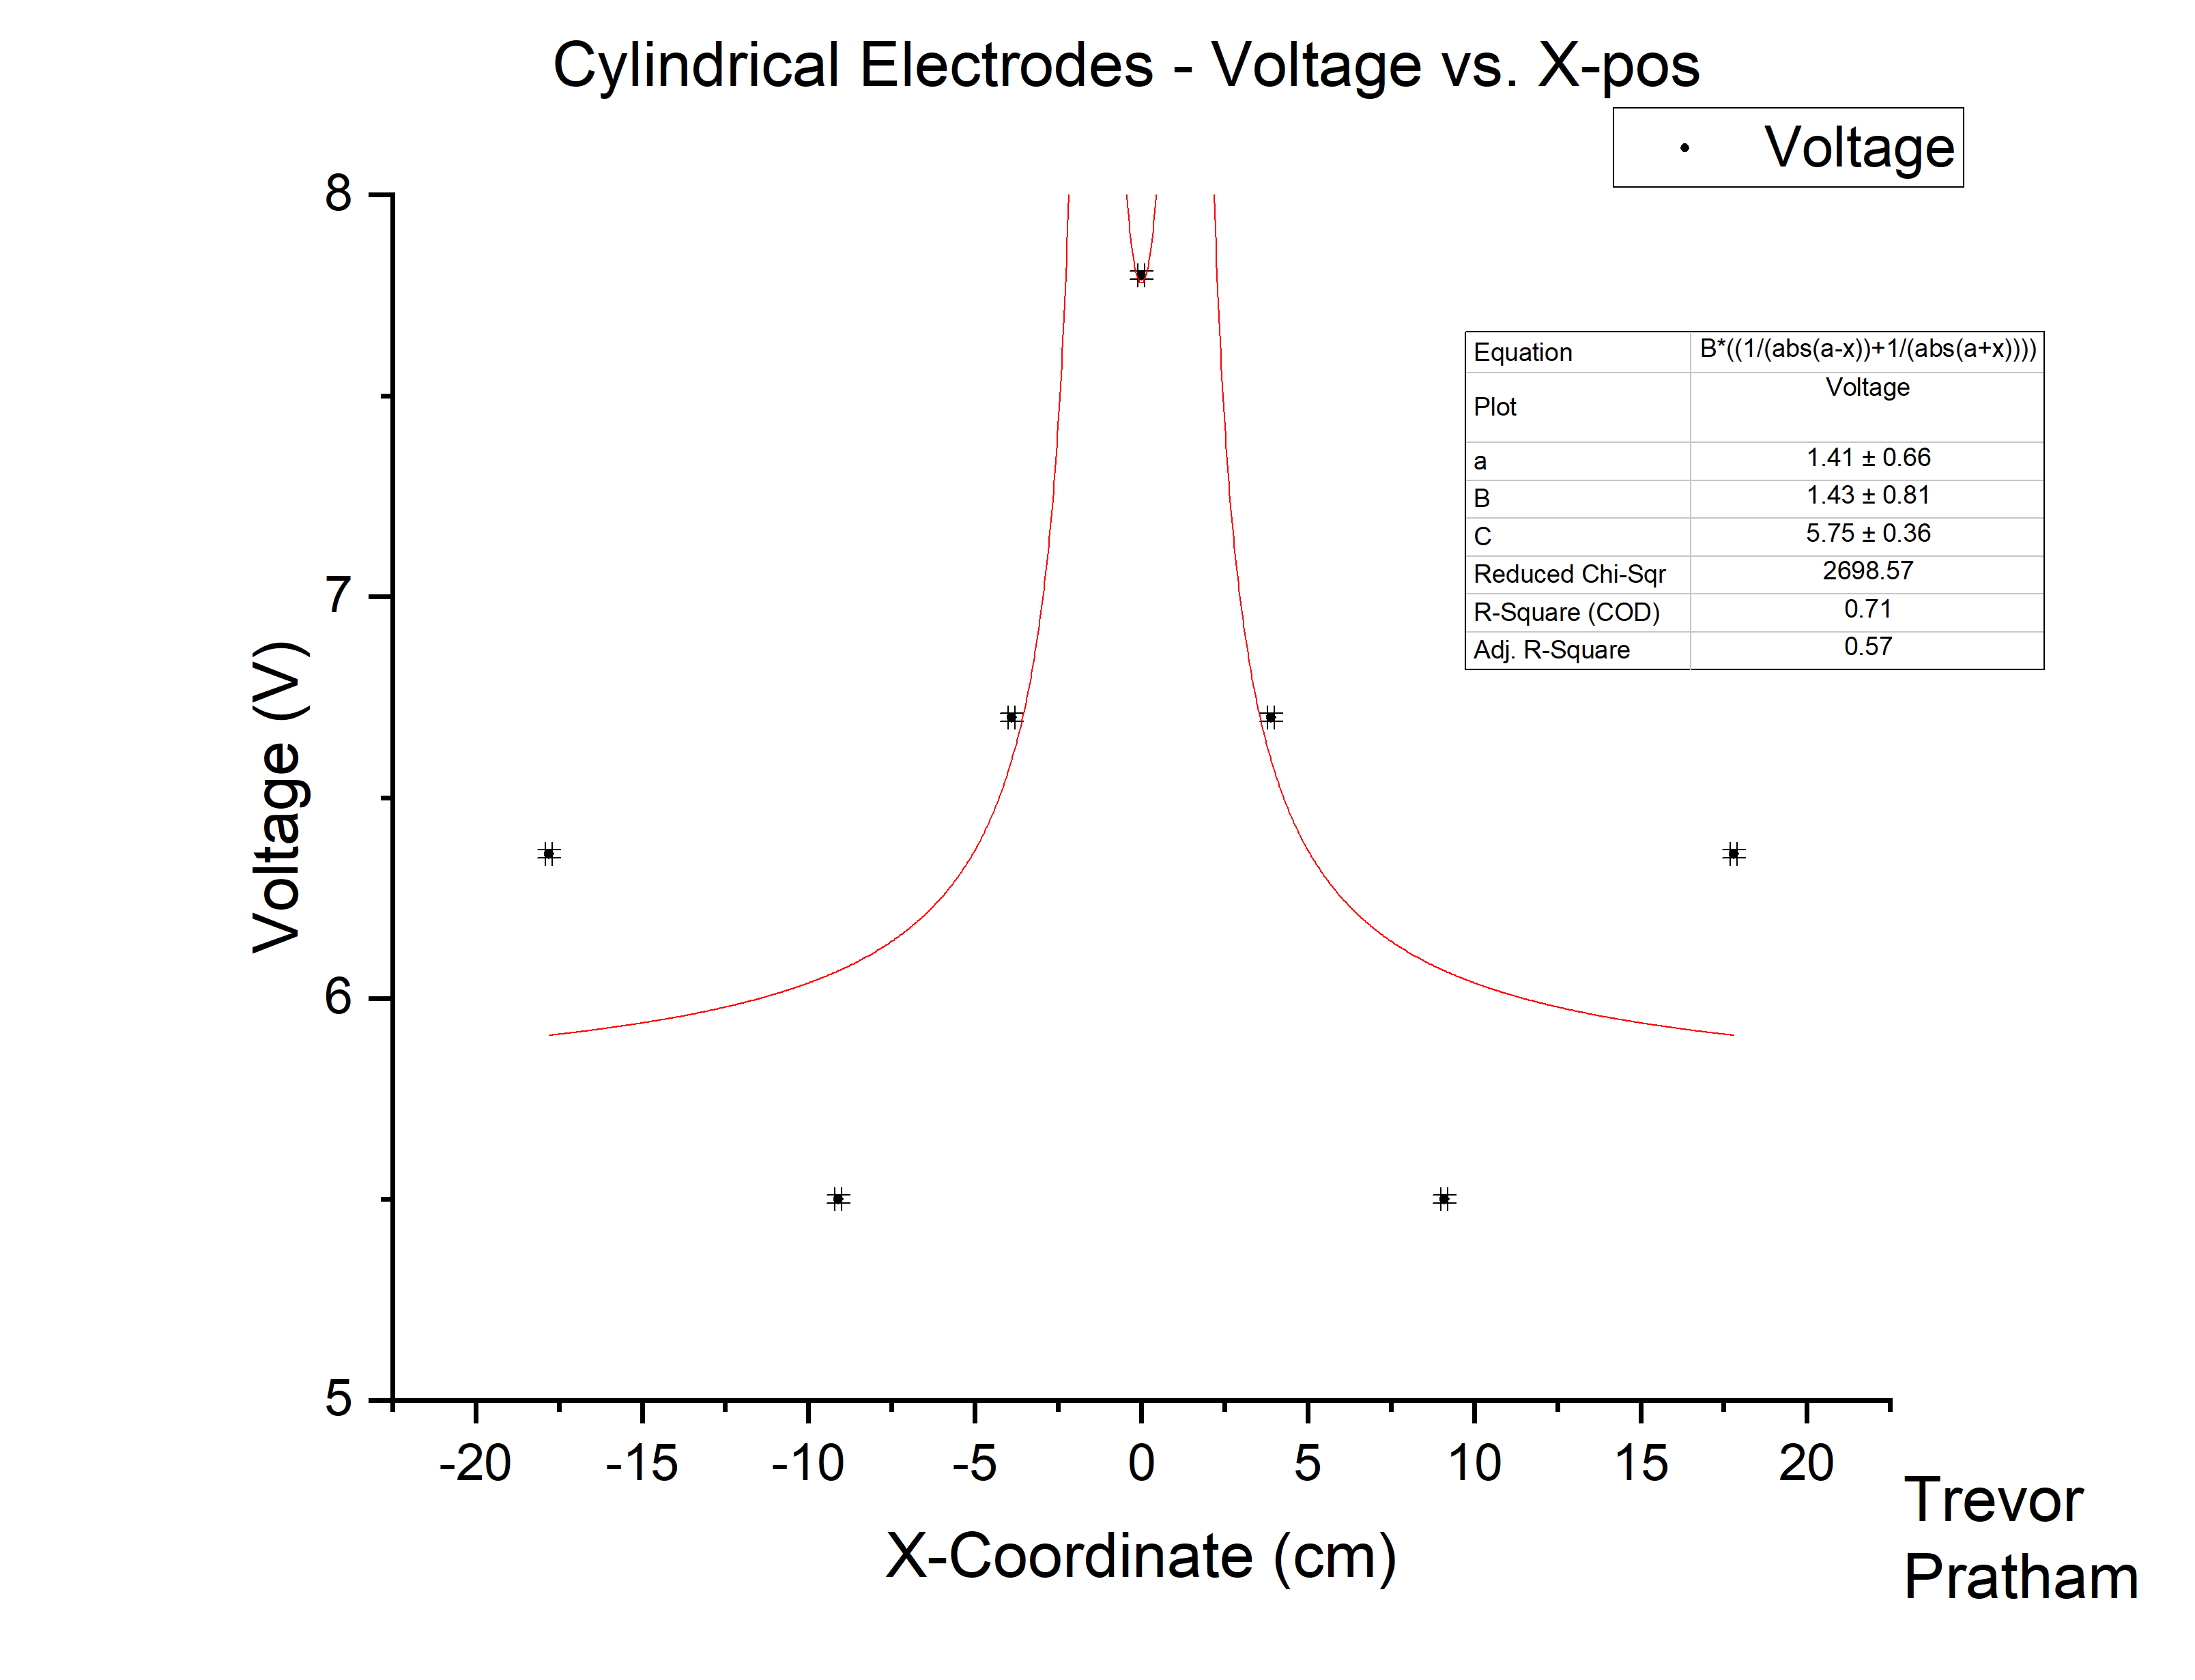 Cylindrical Electrodes - Voltage vs. X-pos
Voltage
8
7
6
5
Voltage (V)
Equation B*((1/(abs(a-x))+1/(abs(a+x))))
Plot Voltage
a 1.41 ± 0.66
B 1.43 ± 0.81
C 5.75 ± 0.36
Reduced Chi-Sqr 2698.57
R-Square (COD) 0.71
Adj. R-Square 0.57
-20 -15 -10 -5 0 5 10 15 20
X-Coordinate (cm)
Trevor
Pratham